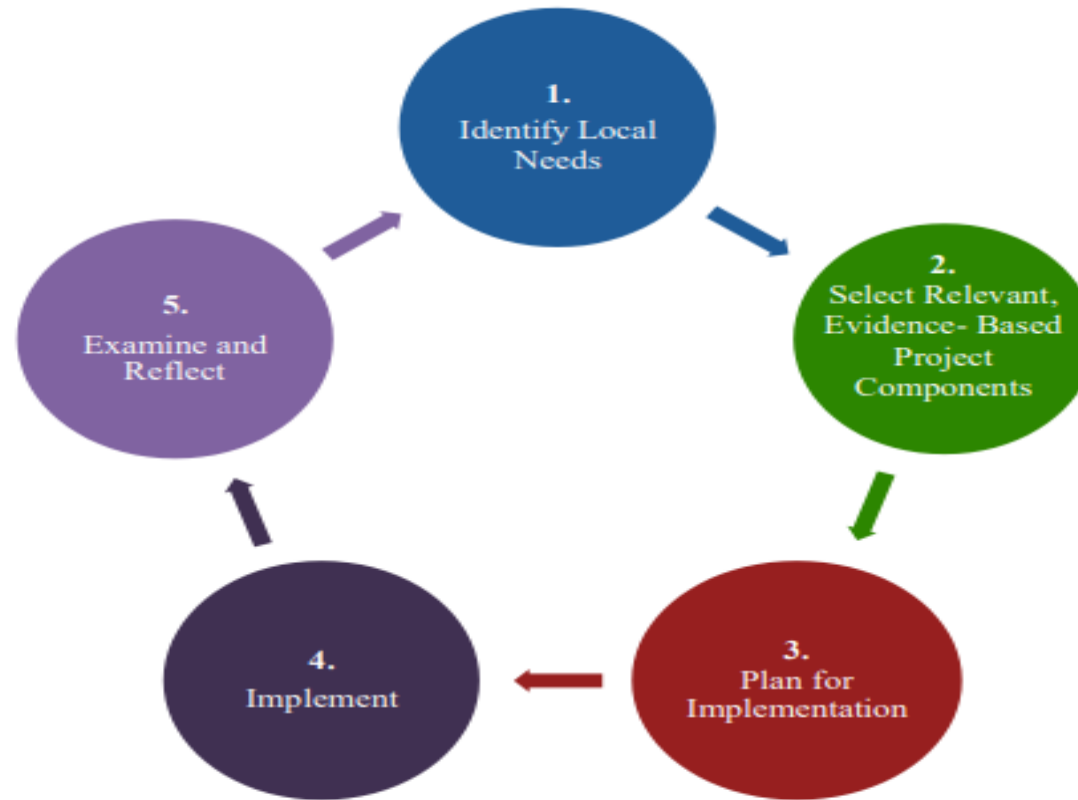 1.
Identify Local
Needs
2.
Select Relevant,
Evidence- Based
Project
Components
3.
Plan for
Implementation
4.
Implement
5.
Examine and
Reflect